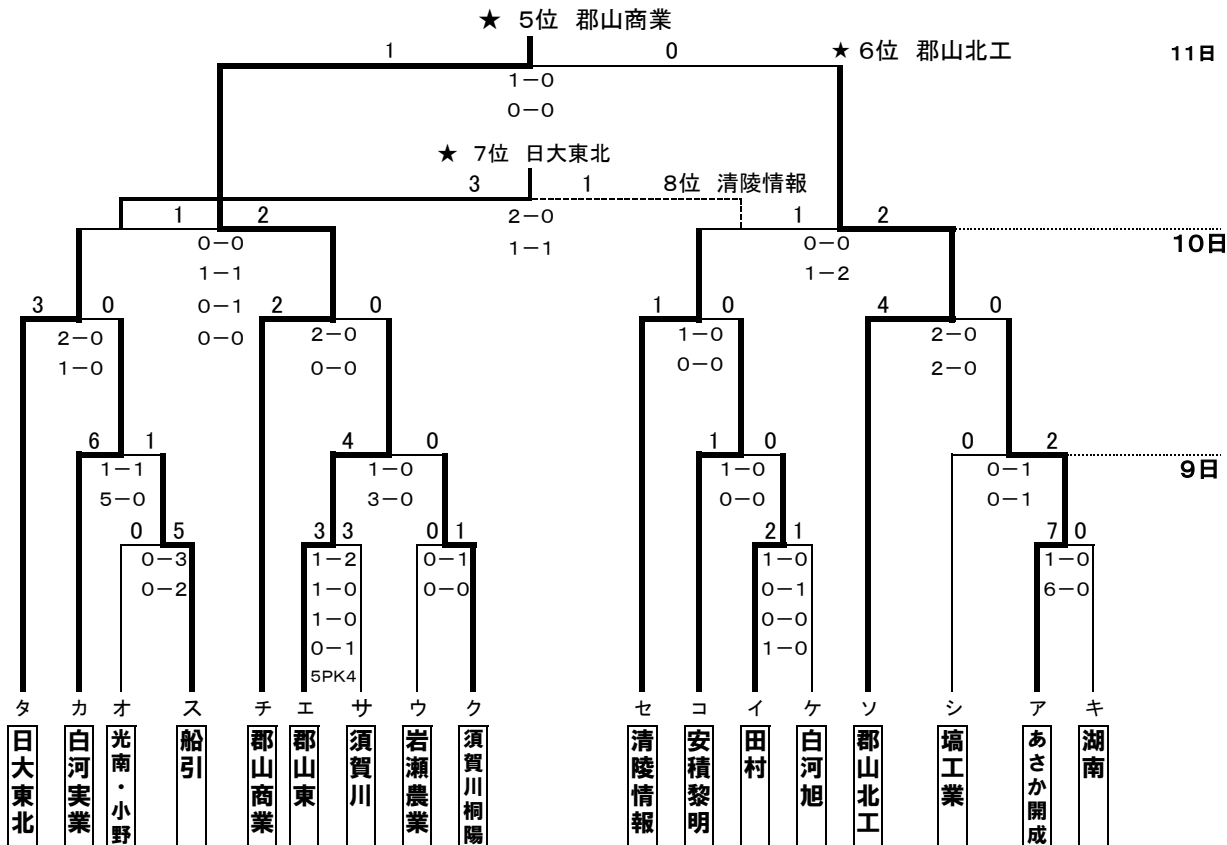 ★ 5位 郡山商業
1 0 ★ 6位 郡山北工 11日
1-0
0-0
★ 7位 日大東北
3 1 8位 清陵情報
1 2 2-0 1 2
0-0 1-1 0-0 10日
1-1 1-2
3 0 0-1 2 0 1 0 4 0
2-0 0-0 2-0 1-0 2-0
1-0 0-0 0-0 2-0
6 1 4 0 1 0 0 2
1-1 1-0 1-0 0-1 9日
5-0 3-0 0-0 0-1
0 5 3 3 0 1 2 1 7 0
0-3 1-2 0-1 1-0 1-0
0-2 1-0 0-0 0-1 6-0
1-0 0-0
0-1 1-0
5PK4
タ カ オ ス チ エ サ ウ ク セ コ イ ケ ソ シ ア キ
日大東北
白河実業
光南・小野
船引
郡山商業
郡山東
須賀川
岩瀬農業
須賀川桐陽
清陵情報
安積黎明
田村
白河旭
郡山北工
塙工業
あさか開成
湖南